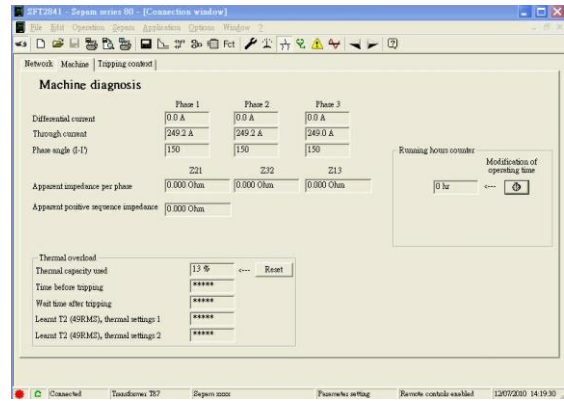 SFT2841 - Sepam series 80 - [Connection window]
File Edit Operation Sepam Application Options Window ?
Fct
Network Machine Tripping context
Machine diagnosis
Phase 1 Phase 2 Phase 3
Differential current 0.0 A 0.0 A 0.0 A
Through current 249.2 A 249.2 A 249.0 A
Phase angle (I-I') 150 150 150
Running hours counter
Modification of
operating time
0 hr <---
Z21 Z32 Z13
Apparent impedance per phase 0.000 Ohm 0.000 Ohm 0.000 Ohm
Apparent positive sequence impedance 0.000 Ohm
Thermal overload
Thermal capacity used 13 % <--- Reset
Time before tripping *****
Wait time after tripping *****
Learnt T2 (49RMS), thermal settings 1 *****
Learnt T2 (49RMS), thermal settings 2 *****
Connected Transformer T87 Sepam xxxx Parameter setting Remote controls enabled 12/07/2010 14:19:30